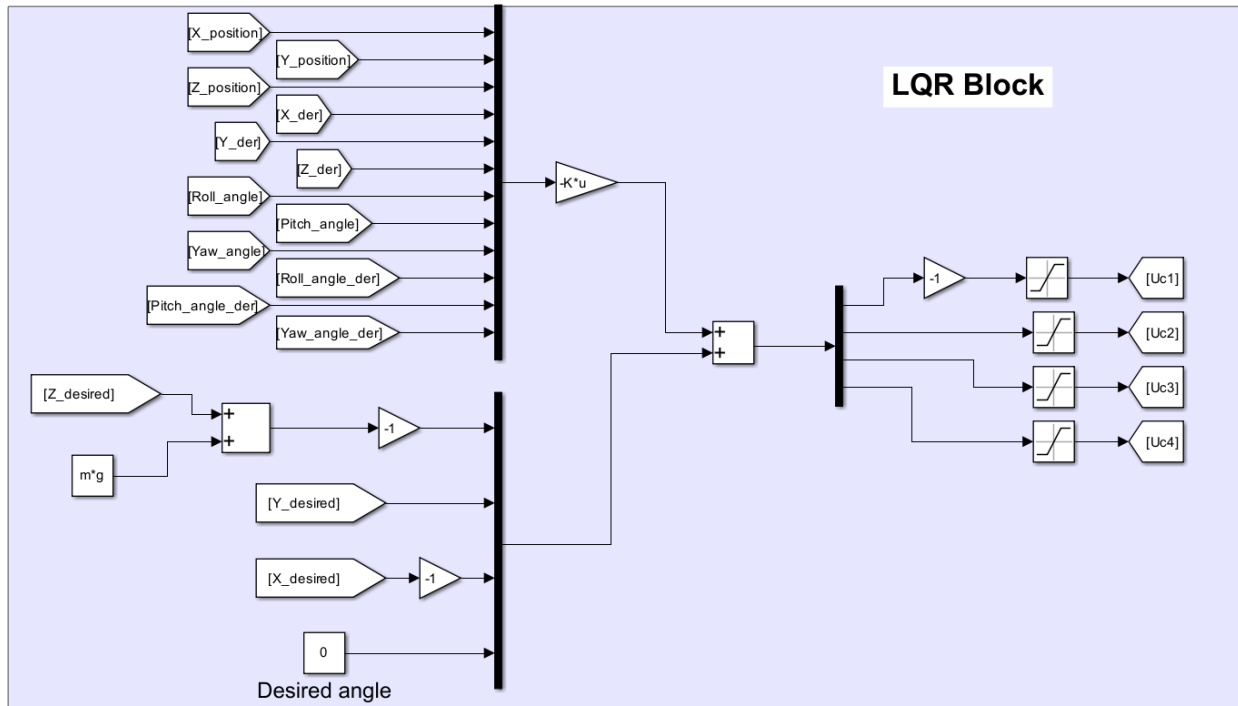 [X_position]
[Y_position]
[Z_position]
[X_der]
[Y_der]
[Z_der]
[Roll_angle]
[Pitch_angle]
[Yaw_angle]
[Roll_angle_der]
[Pitch_angle_der]
[Yaw_angle_der]
-K*u
LQR Block
[Z_desired]
+
+
m*g
-1
[Y_desired]
[X_desired]
-1
0
Desired angle
+
+
-1
[Uc1]
[Uc2]
[Uc3]
[Uc4]